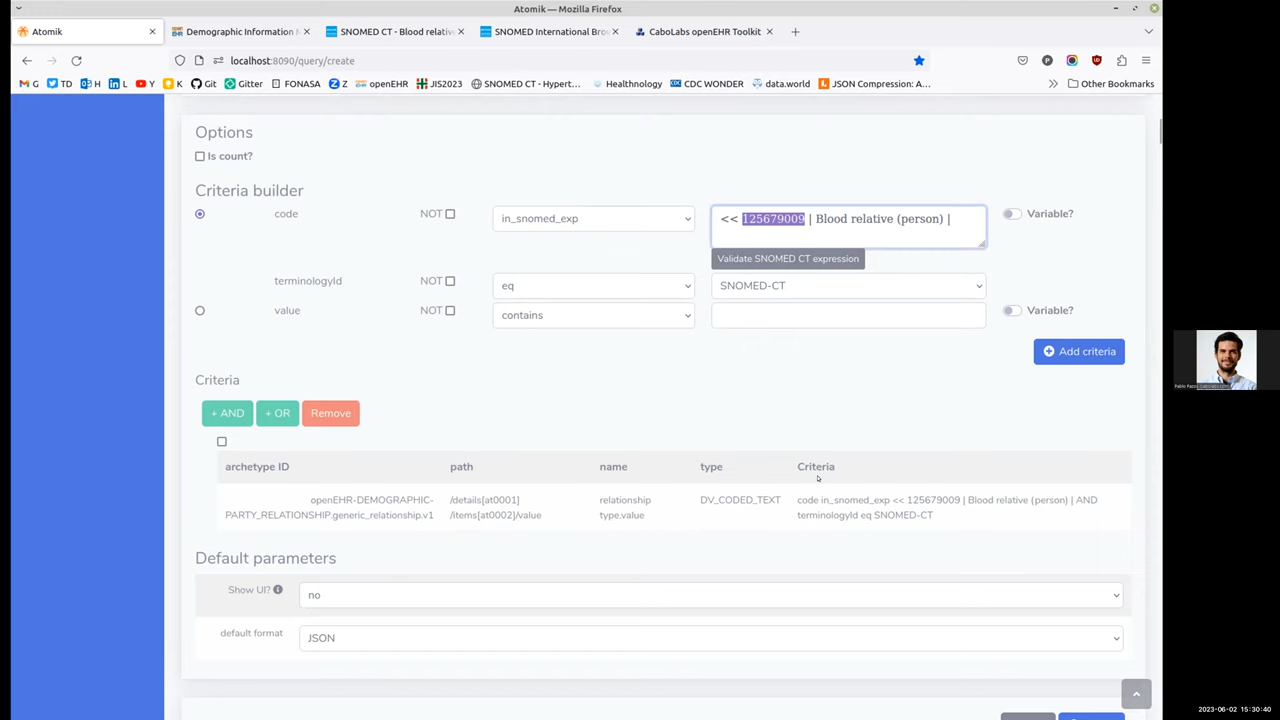 Atomik — Mozilla Firefox
Atomik
Demographic Information M
SNOMED CT - Blood relative
SNOMED International Bro
CaboLabs openEHR Toolkit
localhost:8090/query/create
G TD H L Y K Git Gitter FONASA Z openEHR JIS2023 SNOMED CT - Hypert... Healthnology CDC WONDER data.world JSON Compression: A... Other Bookmarks
Options
Is count?
Criteria builder
code NOT in_snomed_exp << 125679009 | Blood relative (person) | Variable?
Validate SNOMED CT expression
terminologyId NOT eq SNOMED-CT
value NOT contains Variable?
Add criteria
Criteria
+ AND + OR Remove
archetype ID path name type Criteria
openEHR-DEMOGRAPHIC- /details[at0001] relationship DV_CODED_TEXT code in_snomed_exp << 125679009 | Blood relative (person) | AND
PARTY_RELATIONSHIP.generic_relationship.v1 /items[at0002]/value type.value terminologyId eq SNOMED-CT
Default parameters
Show UI? no
default format JSON
2023-06-02 15:30:40